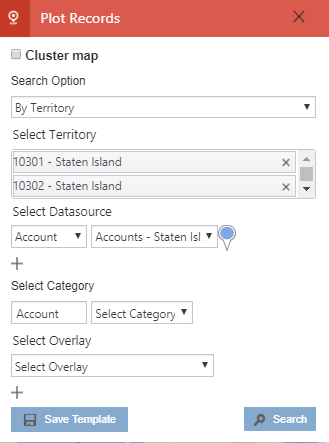 Plot Records
Cluster map
Search Option
By Territory
Select Territory
10301 - Staten Island
10302 - Staten Island
Select Datasource
Account Accounts - Staten Isl
Select Category
Account Select Category
Select Overlay
Select Overlay
Save Template Search